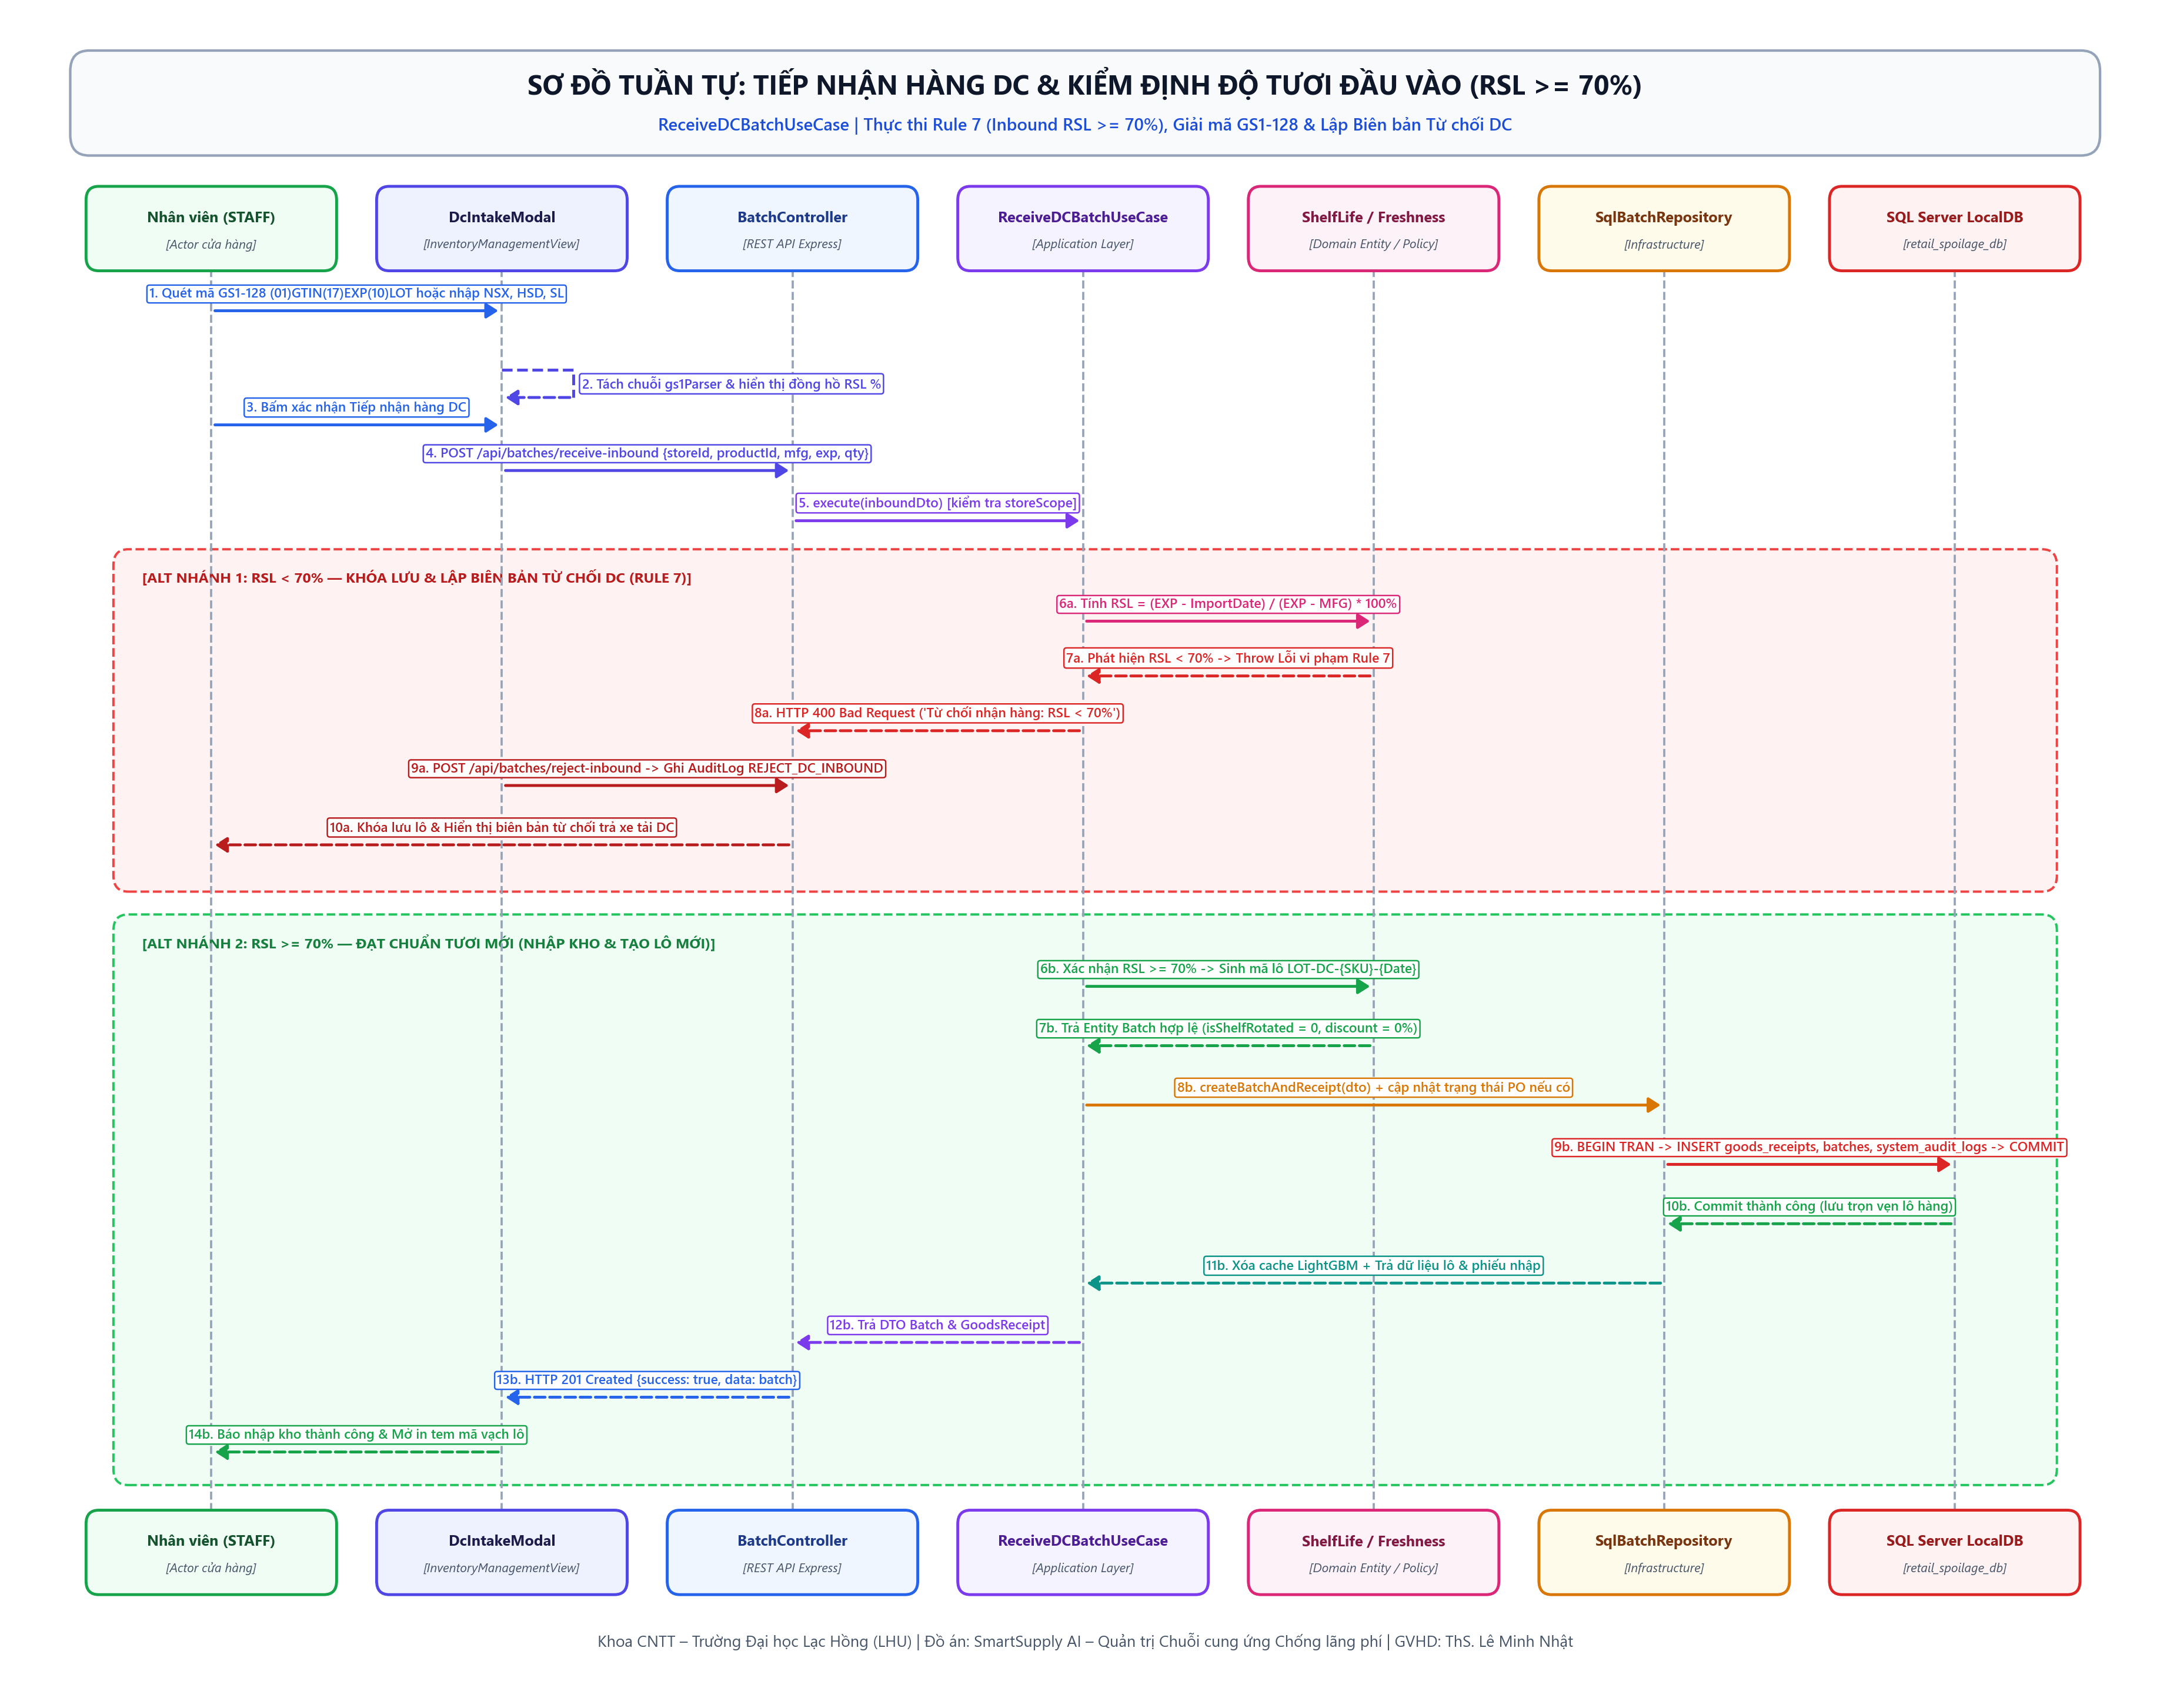 SƠ ĐỒ TUẦN TỰ: TIẾP NHẬN HÀNG DC & KIỂM ĐỊNH ĐỘ TƯƠI ĐẦU VÀO (RSL >= 70%)
ReceiveDCBatchUseCase | Thực thi Rule 7 (Inbound RSL >= 70%), Giải mã GS1-128 & Lập Biên bản Từ chối DC
Nhân viên (STAFF)
[Actor cửa hàng]
DcIntakeModal
[InventoryManagementView]
BatchController
[REST API Express]
ReceiveDCBatchUseCase
[Application Layer]
ShelfLife / Freshness
[Domain Entity / Policy]
SqlBatchRepository
[Infrastructure]
SQL Server LocalDB
[retail_spoilage_db]
1. Quét mã GS1-128 (01)GTIN(17)EXP(10)LOT hoặc nhập NSX, HSD, SL
2. Tách chuỗi gs1Parser & hiển thị đồng hồ RSL %
3. Bấm xác nhận Tiếp nhận hàng DC
4. POST /api/batches/receive-inbound {storeId, productId, mfg, exp, qty}
5. execute(inboundDto) [kiểm tra storeScope]
[ALT NHÁNH 1: RSL < 70% — KHÓA LƯU & LẬP BIÊN BẢN TỪ CHỐI DC (RULE 7)]
6a. Tính RSL = (EXP - ImportDate) / (EXP - MFG) * 100%
7a. Phát hiện RSL < 70% -> Throw Lỗi vi phạm Rule 7
8a. HTTP 400 Bad Request ('Từ chối nhận hàng: RSL < 70%')
9a. POST /api/batches/reject-inbound -> Ghi AuditLog REJECT_DC_INBOUND
10a. Khóa lưu lô & Hiển thị biên bản từ chối trả xe tải DC
[ALT NHÁNH 2: RSL >= 70% — ĐẠT CHUẨN TƯƠI MỚI (NHẬP KHO & TẠO LÔ MỚI)]
6b. Xác nhận RSL >= 70% -> Sinh mã lô LOT-DC-{SKU}-{Date}
7b. Trả Entity Batch hợp lệ (isShelfRotated = 0, discount = 0%)
8b. createBatchAndReceipt(dto) + cập nhật trạng thái PO nếu có
9b. BEGIN TRAN -> INSERT goods_receipts, batches, system_audit_logs -> COMMIT
10b. Commit thành công (lưu trọn vẹn lô hàng)
11b. Xóa cache LightGBM + Trả dữ liệu lô & phiếu nhập
12b. Trả DTO Batch & GoodsReceipt
13b. HTTP 201 Created {success: true, data: batch}
14b. Báo nhập kho thành công & Mở in tem mã vạch lô
Nhân viên (STAFF)
[Actor cửa hàng]
DcIntakeModal
[InventoryManagementView]
BatchController
[REST API Express]
ReceiveDCBatchUseCase
[Application Layer]
ShelfLife / Freshness
[Domain Entity / Policy]
SqlBatchRepository
[Infrastructure]
SQL Server LocalDB
[retail_spoilage_db]
Khoa CNTT – Trường Đại học Lạc Hồng (LHU) | Đồ án: SmartSupply AI – Quản trị Chuỗi cung ứng Chống lãng phí | GVHD: ThS. Lê Minh Nhật